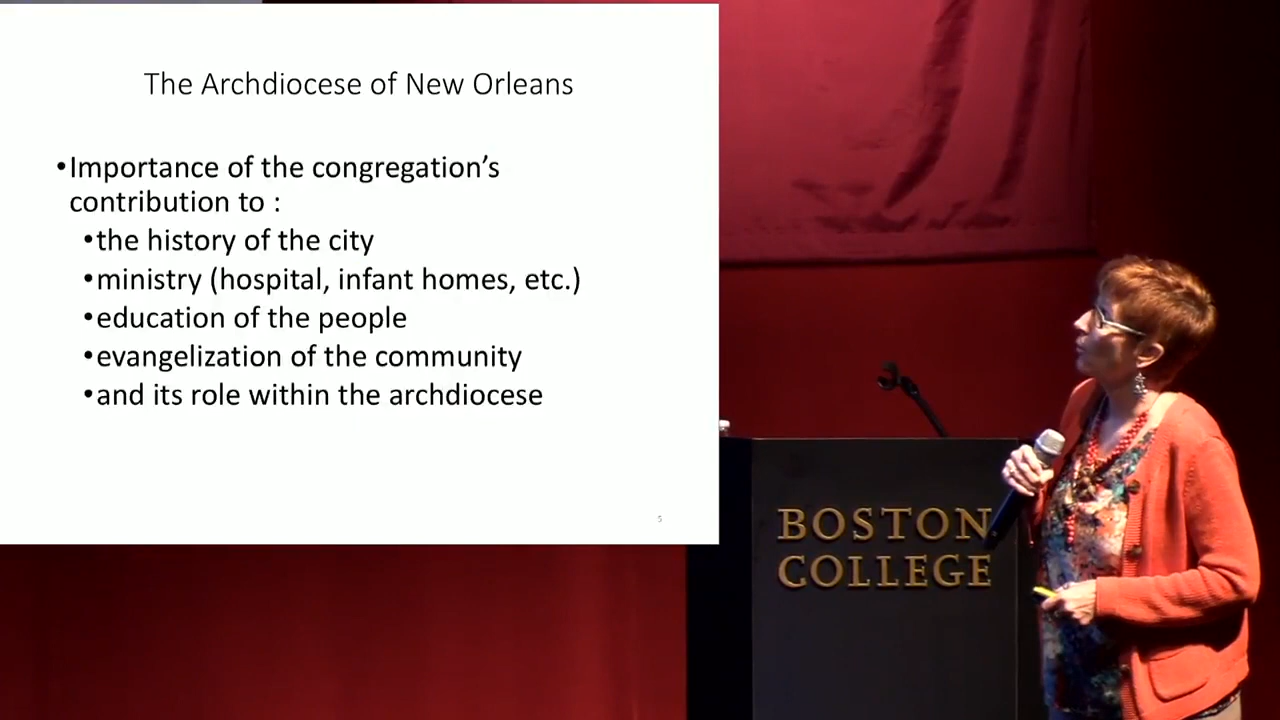 The Archdiocese of New Orleans
•Importance of the congregation’s
contribution to :
•the history of the city
•ministry (hospital, infant homes, etc.)
•education of the people
•evangelization of the community
•and its role within the archdiocese
5
BOSTON
COLLEGE